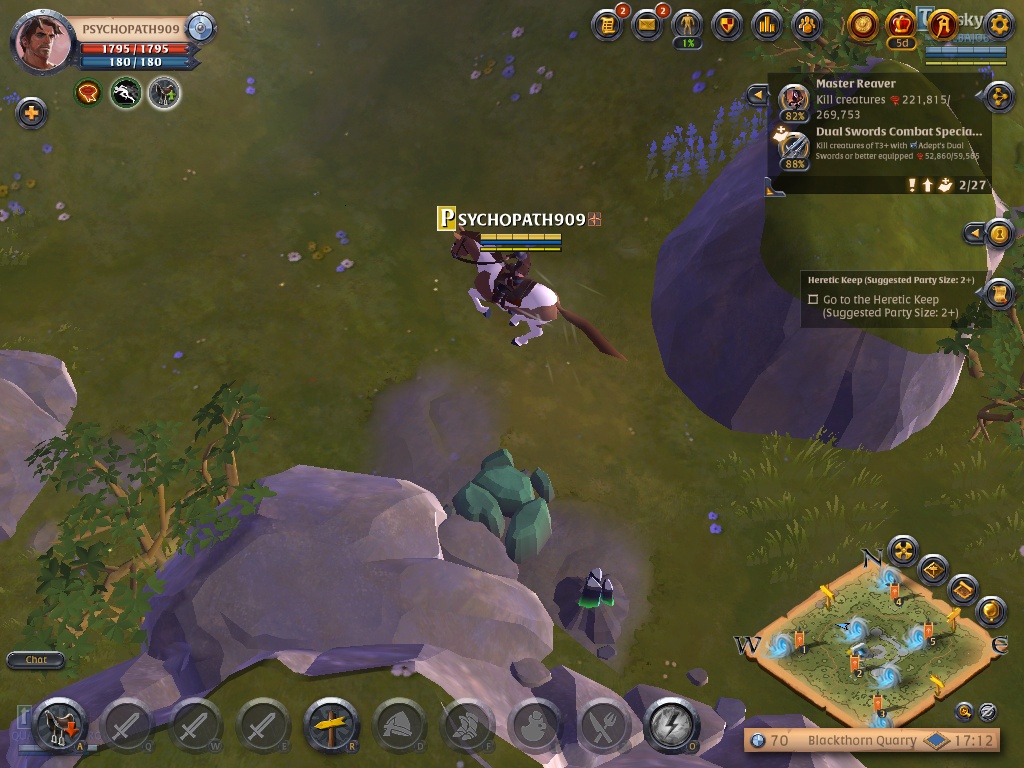 PSYCHOPATH909
1795 / 1795
180 / 180
2
2
1%
5d
sky
Master Reaver
Kill creatures 221,815/
269,753
82%
Dual Swords Combat Specia...
Kill creatures of T3+ with Adept's Dual
Swords or better equipped 52,860/59,565
88%
2/27
PSYCHOPATH909
Heretic Keep (Suggested Party Size: 2+)
Go to the Heretic Keep
(Suggested Party Size: 2+)
N
W
E
4
1
5
2
3
Chat
A
Q
W
E
R
D
F
O
70 Blackthorn Quarry 17:12